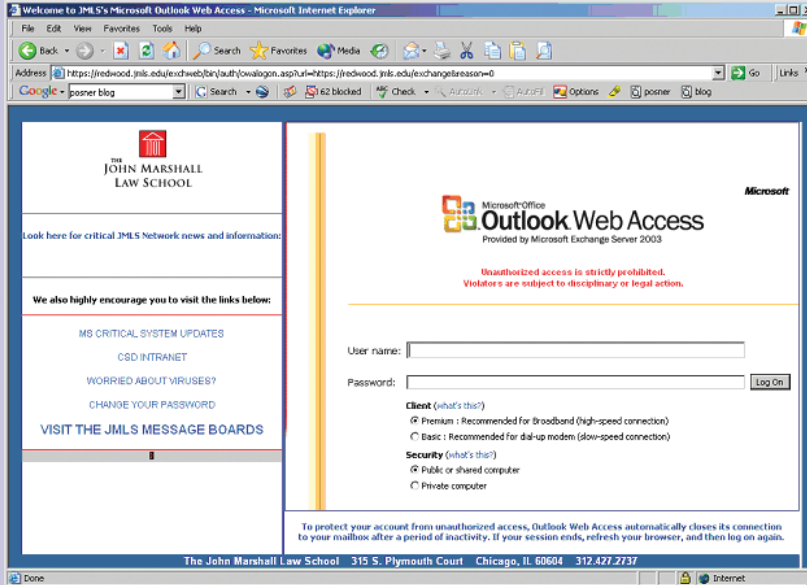 Welcome to JMLS's Microsoft Outlook Web Access - Microsoft Internet Explorer
File Edit View Favorites Tools Help
Back Search Favorites Media
Address https://redwood.jmls.edu/exchweb/bin/auth/owalogon.asp?url=https://redwood.jmls.edu/exchange&reason=0 Go Links
Google posner blog Search 62 blocked Check AutoLink AutoFill Options posner blog
THE
JOHN MARSHALL
LAW SCHOOL
Look here for critical JMLS Network news and information:
We also highly encourage you to visit the links below:
MS CRITICAL SYSTEM UPDATES
CSD INTRANET
WORRIED ABOUT VIRUSES?
CHANGE YOUR PASSWORD
VISIT THE JMLS MESSAGE BOARDS
Microsoft
Microsoft Office
Outlook Web Access
Provided by Microsoft Exchange Server 2003
Unauthorized access is strictly prohibited.
Violators are subject to disciplinary or legal action.
User name:
Password: Log On
Client (what's this?)
Premium : Recommended for Broadband (high-speed connection)
Basic : Recommended for dial-up modem (slow-speed connection)
Security (what's this?)
Public or shared computer
Private computer
To protect your account from unauthorized access, Outlook Web Access automatically closes its connection
to your mailbox after a period of inactivity. If your session ends, refresh your browser, and then log on again.
The John Marshall Law School 315 S. Plymouth Court Chicago, IL 60604 312.427.2737
Done Internet